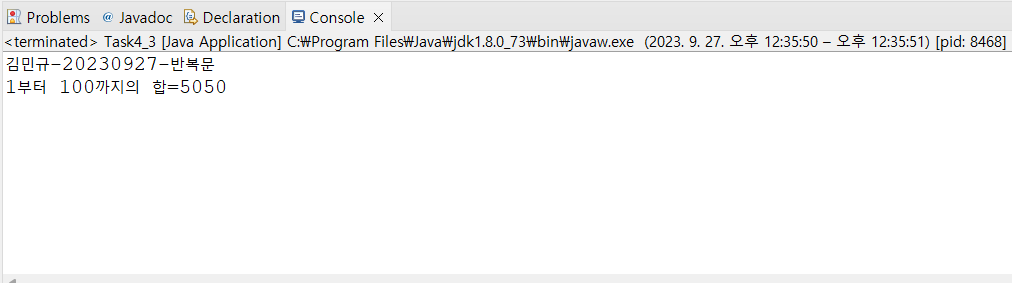 Problems @ Javadoc Declaration Console
<terminated> Task4_3 [Java Application] C:₩Program Files₩Java₩jdk1.8.0_73₩bin₩javaw.exe (2023. 9. 27. 오후 12:35:50 – 오후 12:35:51) [pid: 8468]
김민규-20230927-반복문
1부터 100까지의 합=5050